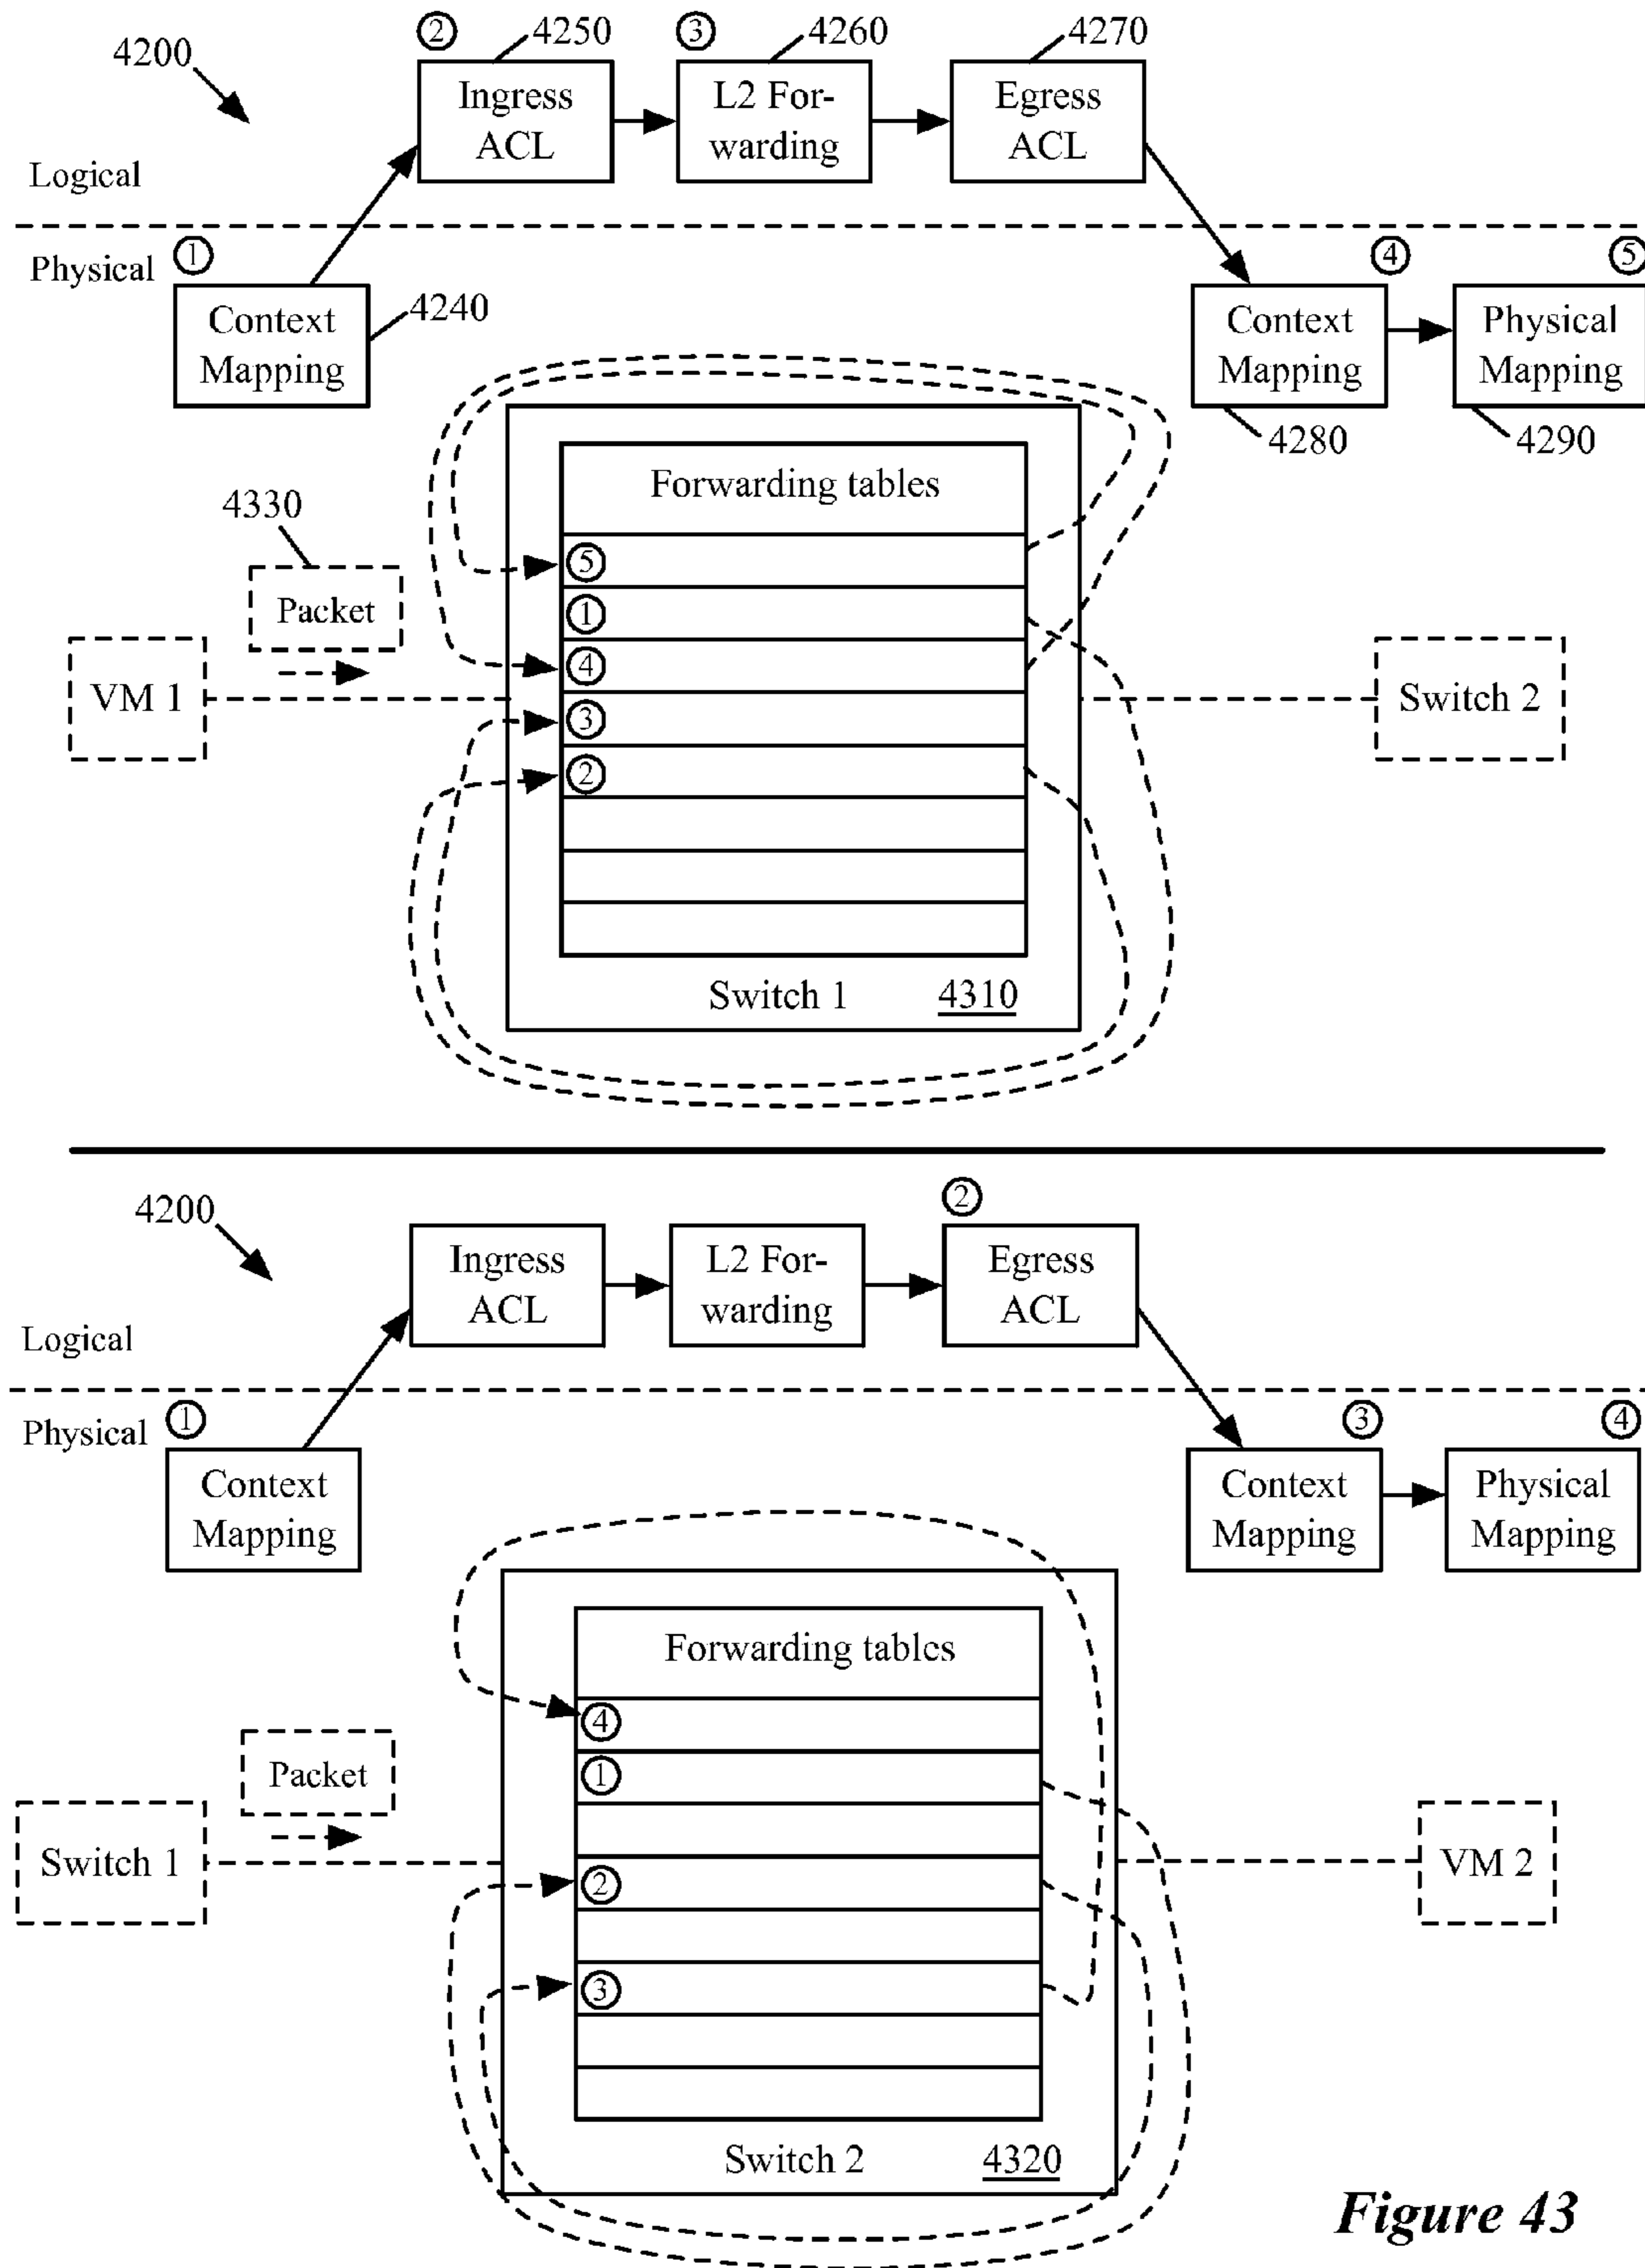 ② 4250 ③ 4260 4270
4200
Ingress
ACL
L2 For-
warding
Egress
ACL
Logical
Physical ① ④ ⑤
Context
Mapping
4240
Context
Mapping
Physical
Mapping
4280 4290
Forwarding tables
4330
⑤
Packet
①
④
VM 1
Switch 2
③
②
Switch 1 4310
4200
②
Ingress
ACL
L2 For-
warding
Egress
ACL
Logical
Physical ① ③ ④
Context
Mapping
Context
Mapping
Physical
Mapping
Forwarding tables
④
Packet
①
Switch 1
VM 2
②
③
Switch 2 4320
Figure 43